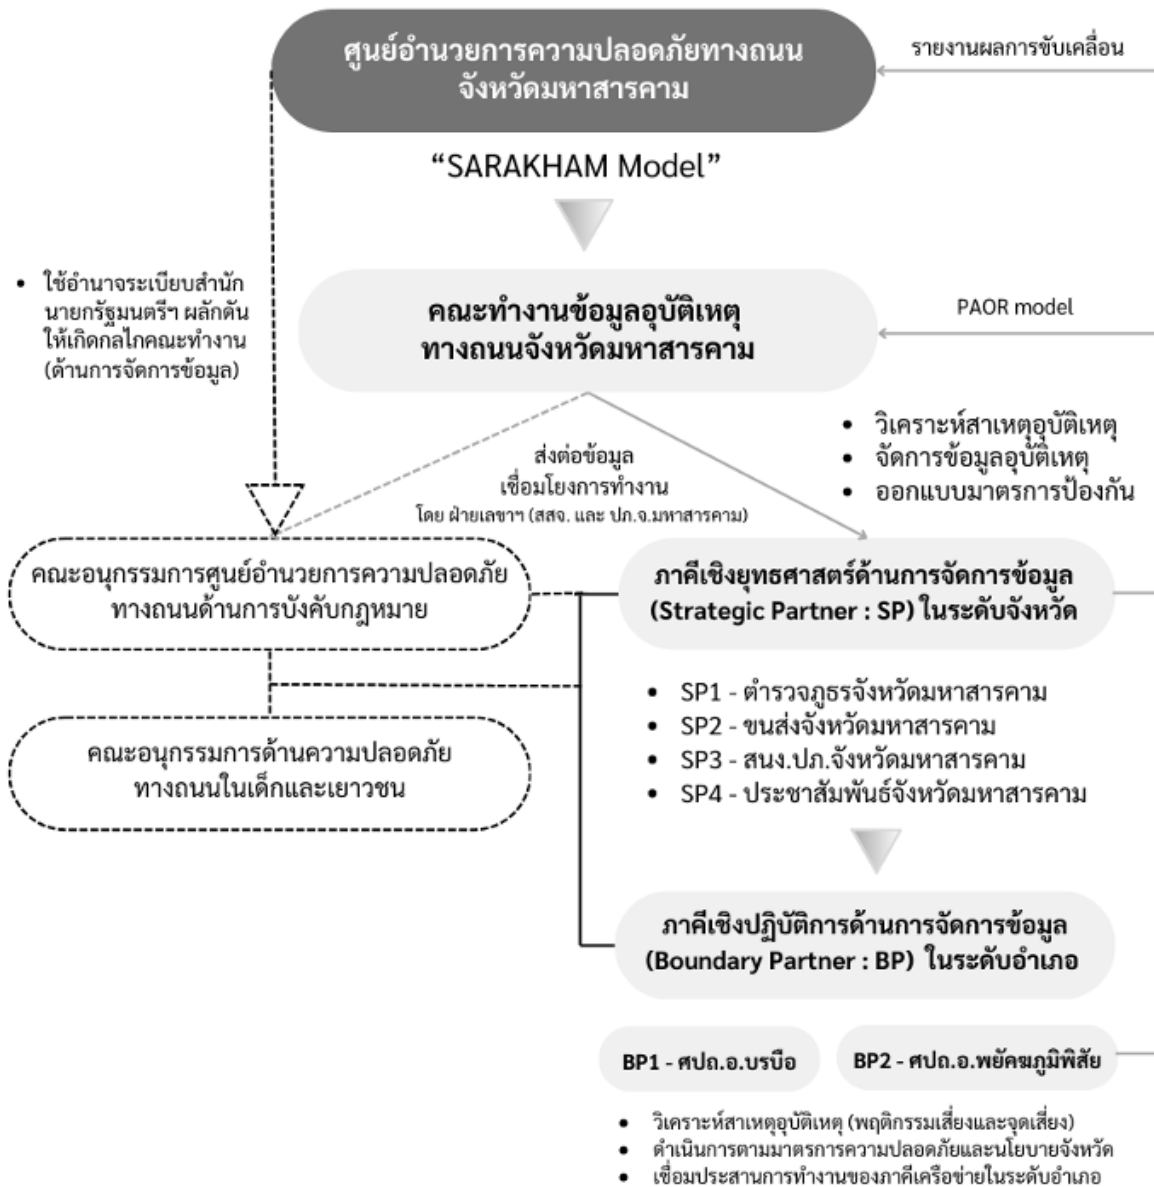 ศูนย์อำนวยการความปลอดภัยทางถนน
จังหวัดมหาสารคาม
รายงานผลการขับเคลื่อน
“SARAKHAM Model”
• ใช้อำนาจระเบียบสำนัก
นายกรัฐมนตรีฯ ผลักดัน
ให้เกิดกลไกคณะทำงาน
(ด้านการจัดการข้อมูล)
คณะทำงานข้อมูลอุบัติเหตุ
ทางถนนจังหวัดมหาสารคาม
PAOR model
• วิเคราะห์สาเหตุอุบัติเหตุ
• จัดการข้อมูลอุบัติเหตุ
• ออกแบบมาตรการป้องกัน
ส่งต่อข้อมูล
เชื่อมโยงการทำงาน
โดย ฝ่ายเลขาฯ (สสจ. และ ปภ.จ.มหาสารคาม)
คณะอนุกรรมการศูนย์อำนวยการความปลอดภัย
ทางถนนด้านการบังคับกฎหมาย
ภาคีเชิงยุทธศาสตร์ด้านการจัดการข้อมูล
(Strategic Partner : SP) ในระดับจังหวัด
• SP1 - ตำรวจภูธรจังหวัดมหาสารคาม
• SP2 - ขนส่งจังหวัดมหาสารคาม
• SP3 - สนง.ปภ.จังหวัดมหาสารคาม
• SP4 - ประชาสัมพันธ์จังหวัดมหาสารคาม
คณะอนุกรรมการด้านความปลอดภัย
ทางถนนในเด็กและเยาวชน
ภาคีเชิงปฏิบัติการด้านการจัดการข้อมูล
(Boundary Partner : BP) ในระดับอำเภอ
BP1 - ศปถ.อ.บรบือ
BP2 - ศปถ.อ.พยัคฆภูมิพิสัย
• วิเคราะห์สาเหตุอุบัติเหตุ (พฤติกรรมเสี่ยงและจุดเสี่ยง)
• ดำเนินการตามมาตรการความปลอดภัยและนโยบายจังหวัด
• เชื่อมประสานการทำงานของภาคีเครือข่ายในระดับอำเภอ